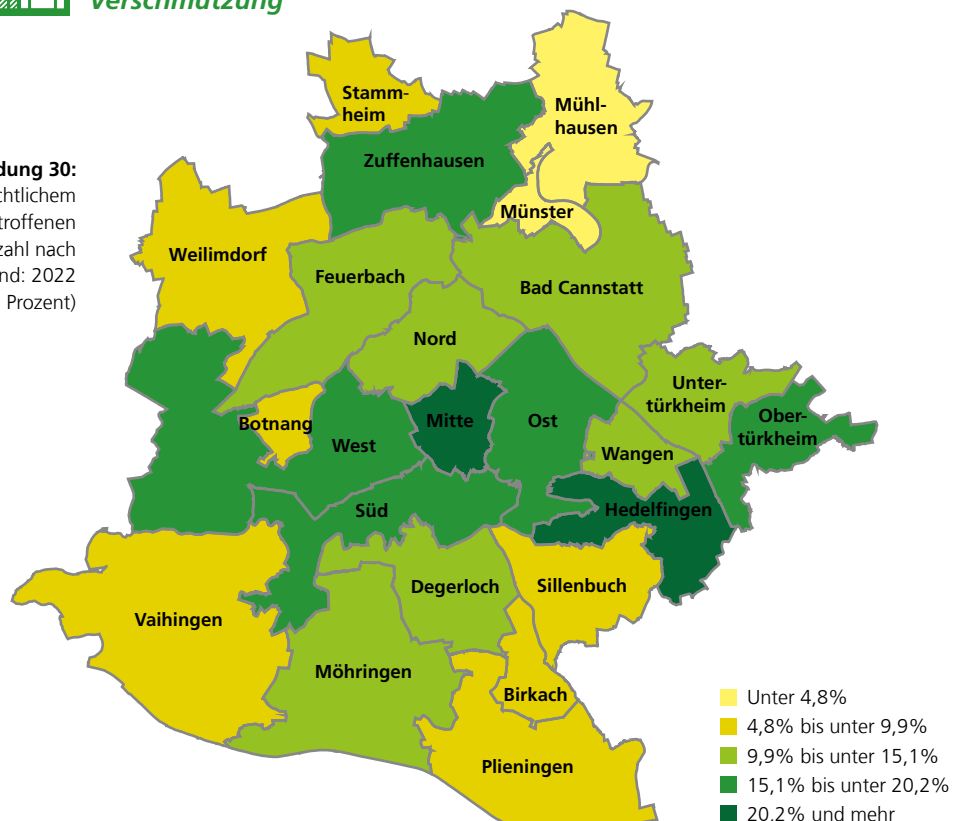 Verschmutzung
dung 30:
chtlichem
troffenen
zahl nach
nd: 2022
Prozent)
Stamm-
heim
Mühl-
hausen
Zuffenhausen
Münster
Weilimdorf
Feuerbach
Bad Cannstatt
Nord
Unter-
türkheim
Ober-
türkheim
Botnang
West
Mitte
Ost
Wangen
Süd
Hedelfingen
Degerloch
Sillenbuch
Vaihingen
Möhringen
Birkach
Plieningen
Unter 4,8%
4,8% bis unter 9,9%
9,9% bis unter 15,1%
15,1% bis unter 20,2%
20,2% und mehr